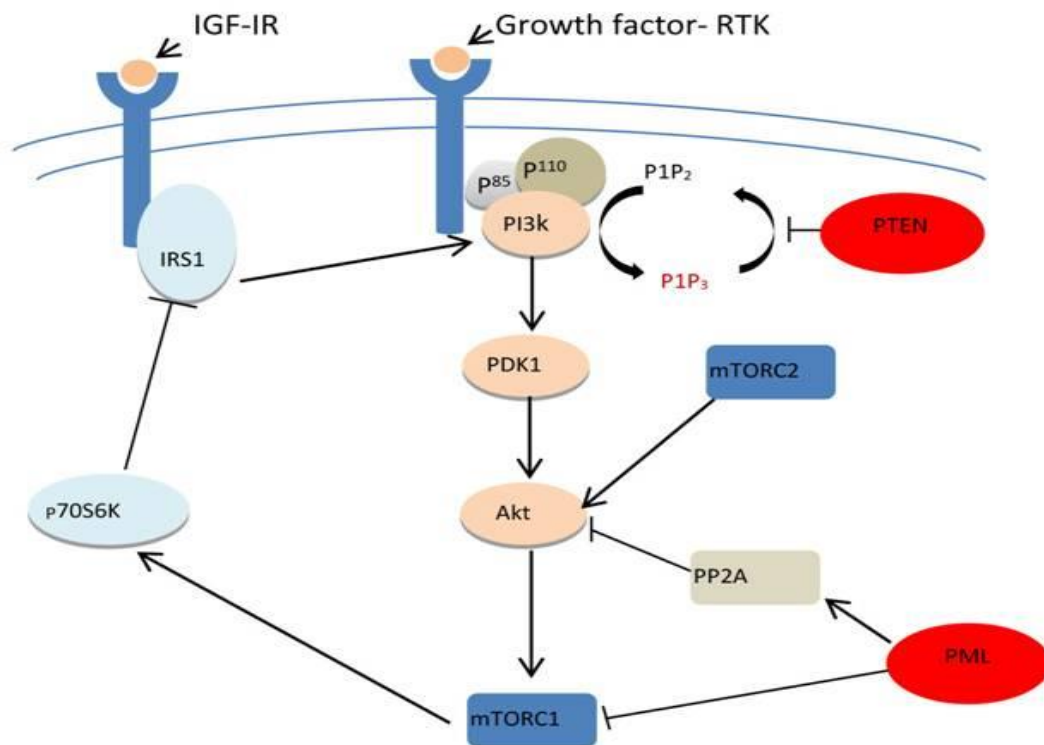 IGF-IR
Growth factor- RTK
P85
P110
P1P2
PI3k
PTEN
IRS1
P1P3
PDK1
mTORC2
P70S6K
Akt
PP2A
PML
mTORC1